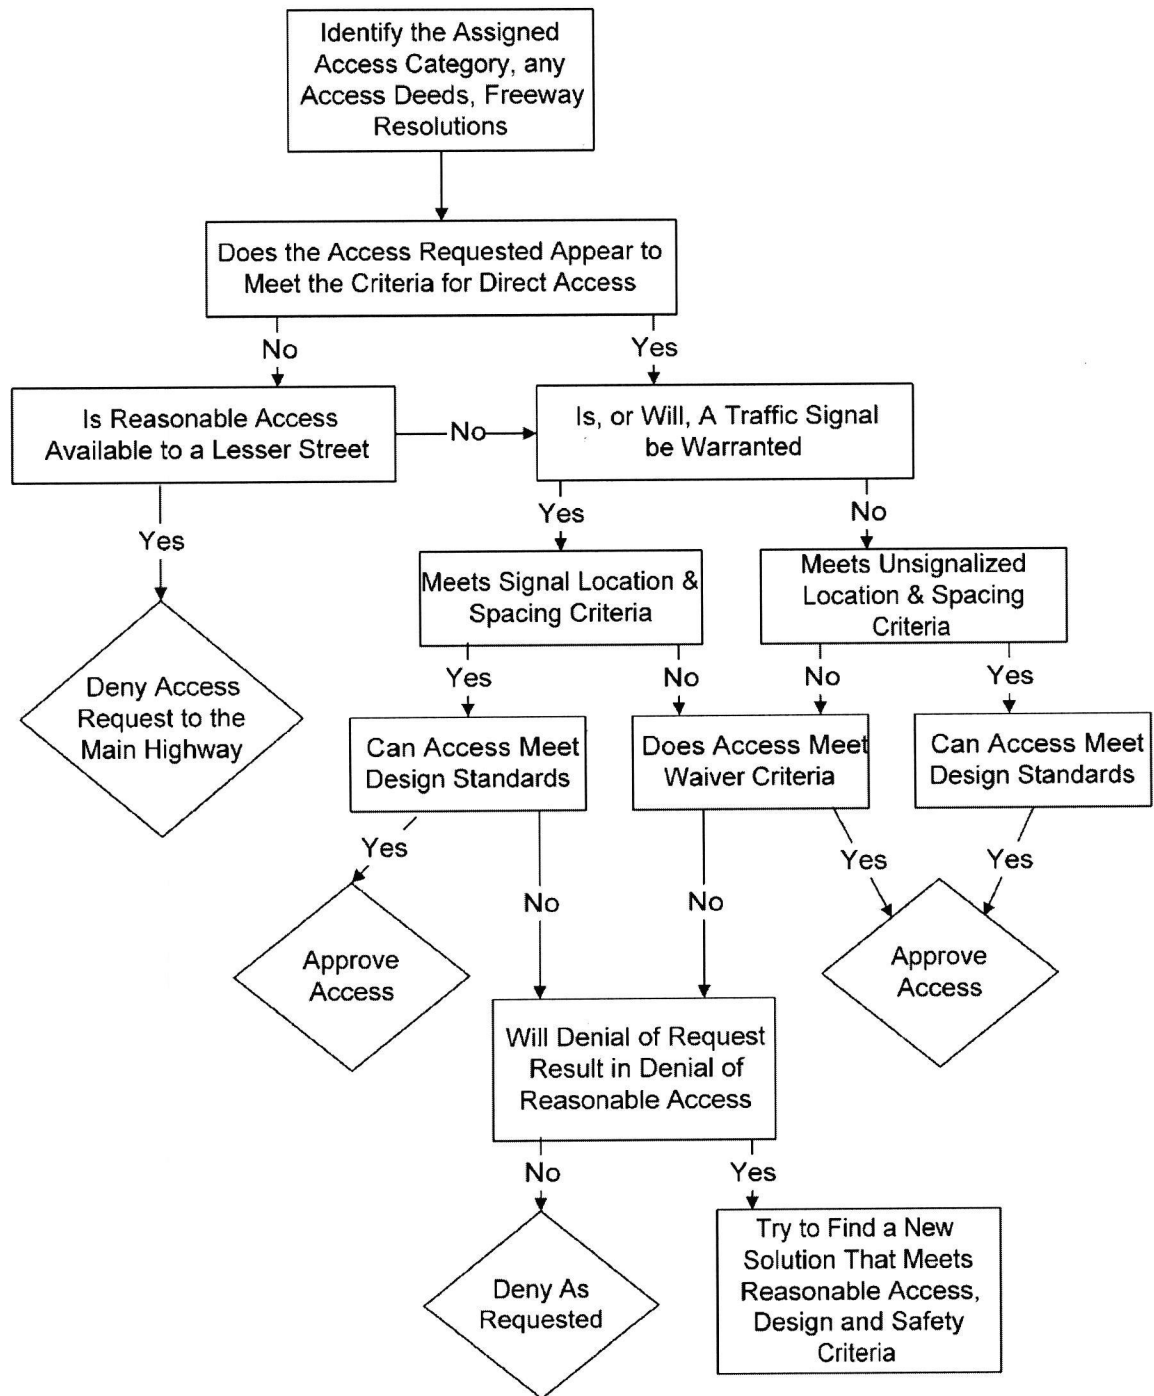 Identify the Assigned
Access Category, any
Access Deeds, Freeway
Resolutions
Does the Access Requested Appear to
Meet the Criteria for Direct Access
No
Yes
Is Reasonable Access
Available to a Lesser Street
No
Is, or Will, A Traffic Signal
be Warranted
Yes
Yes
No
Deny Access
Request to the
Main Highway
Meets Signal Location &
Spacing Criteria
Meets Unsignalized
Location & Spacing
Criteria
Yes
No
No
Yes
Can Access Meet
Design Standards
Does Access Meet
Waiver Criteria
Can Access Meet
Design Standards
Yes
No
No
Yes
Yes
Approve
Access
Approve
Access
Will Denial of Request
Result in Denial of
Reasonable Access
No
Yes
Deny As
Requested
Try to Find a New
Solution That Meets
Reasonable Access,
Design and Safety
Criteria